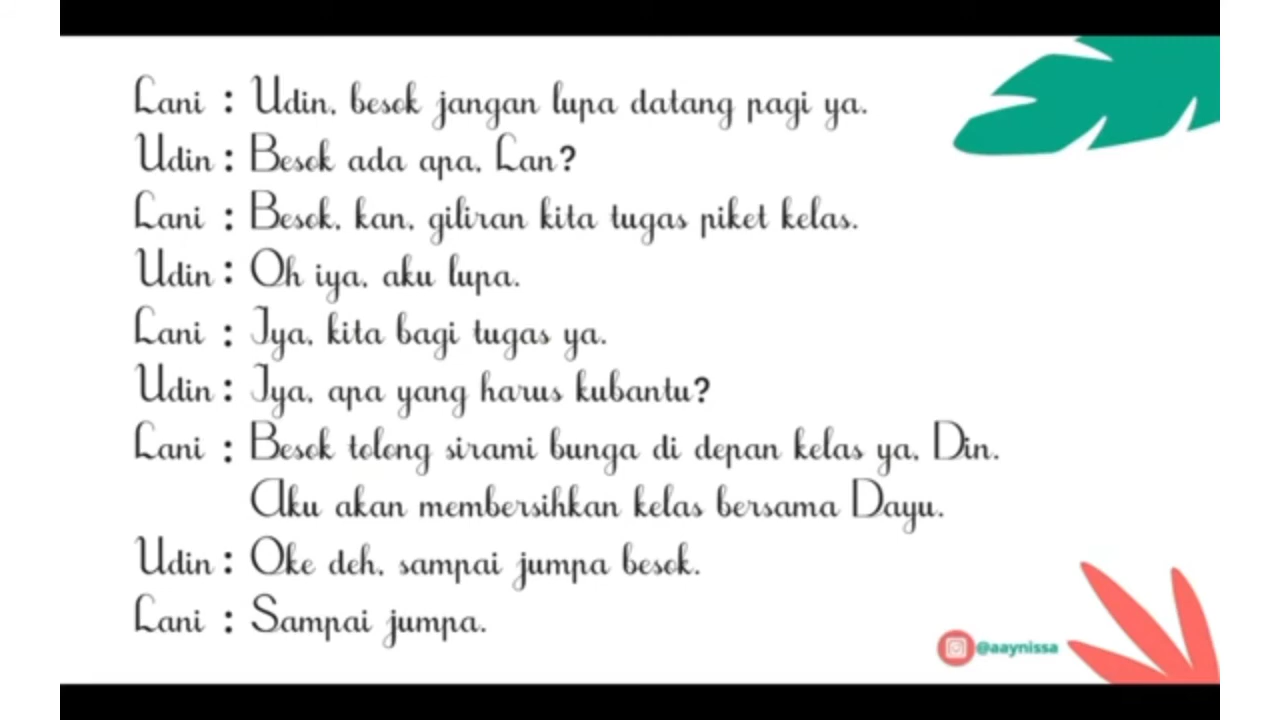 Lani : Udin, besok jangan lupa datang pagi ya.
Udin : Besok ada apa, Lan?
Lani : Besok, kan, giliran kita tugas piket kelas.
Udin : Oh iya, aku lupa.
Lani : Iya, kita bagi tugas ya.
Udin : Iya, apa yang harus kubantu?
Lani : Besok tolong sirami bunga di depan kelas ya, Din.
Aku akan membersihkan kelas bersama Dayu.
Udin : Oke deh, sampai jumpa besok.
Lani : Sampai jumpa.
@aaynissa